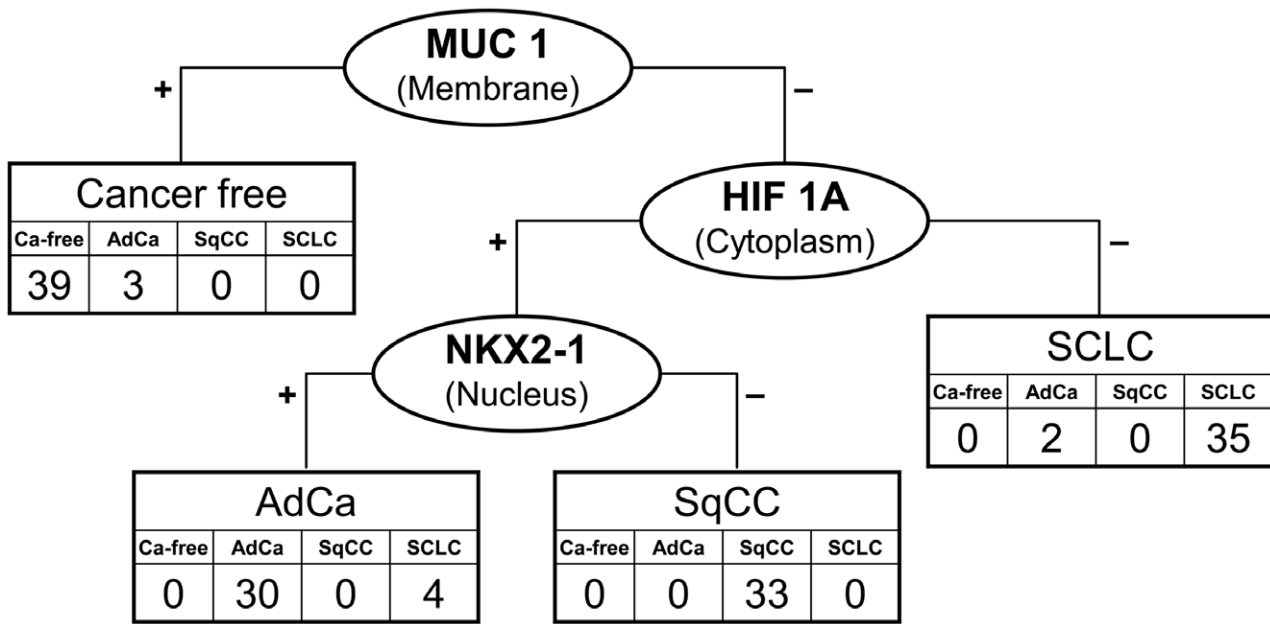 MUC 1
(Membrane)
+
–
Cancer free
Ca-free AdCa SqCC SCLC
39 3 0 0
HIF 1A
(Cytoplasm)
+
–
NKX2-1
(Nucleus)
+
–
SCLC
Ca-free AdCa SqCC SCLC
0 2 0 35
AdCa
Ca-free AdCa SqCC SCLC
0 30 0 4
SqCC
Ca-free AdCa SqCC SCLC
0 0 33 0